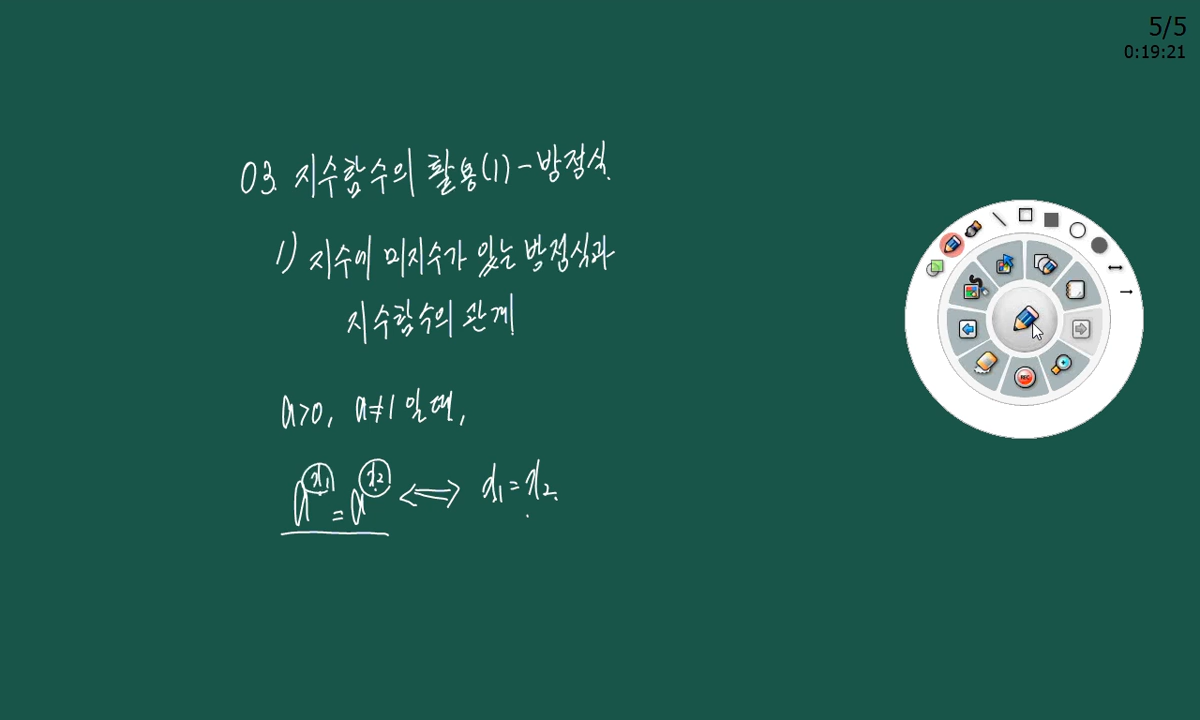 5/5
0:19:21
03. 지수함수의 활용(1)-방정식.
1) 지수에 미지수가 있는 방정식과
지수함수의 관계
a>0, a≠1 일때,
a^x₁ = a^x₂ ⟺ x₁ = x₂.
REC